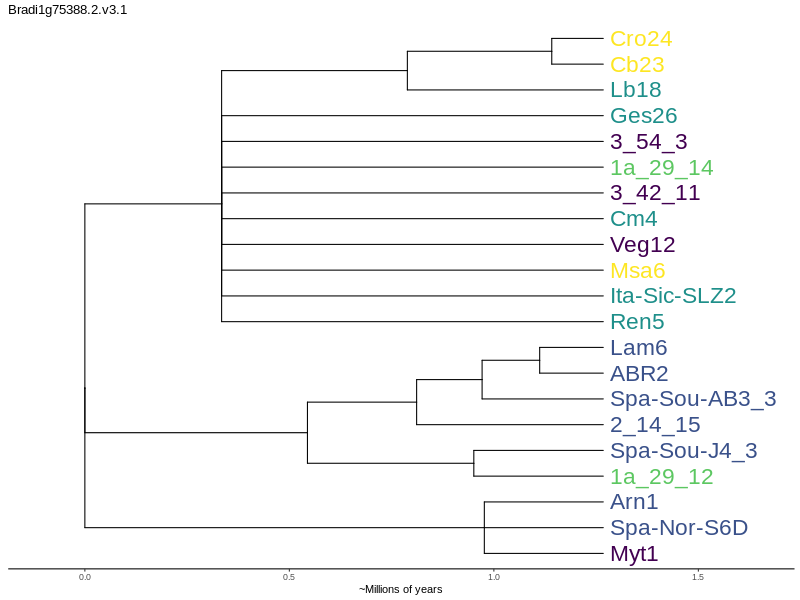 Bradi1g75388.2.v3.1
Cro24
Cb23
Lb18
Ges26
3_54_3
1a_29_14
3_42_11
Cm4
Veg12
Msa6
Ita-Sic-SLZ2
Ren5
Lam6
ABR2
Spa-Sou-AB3_3
2_14_15
Spa-Sou-J4_3
1a_29_12
Arn1
Spa-Nor-S6D
Myt1
0.0 0.5 1.0 1.5
~Millions of years